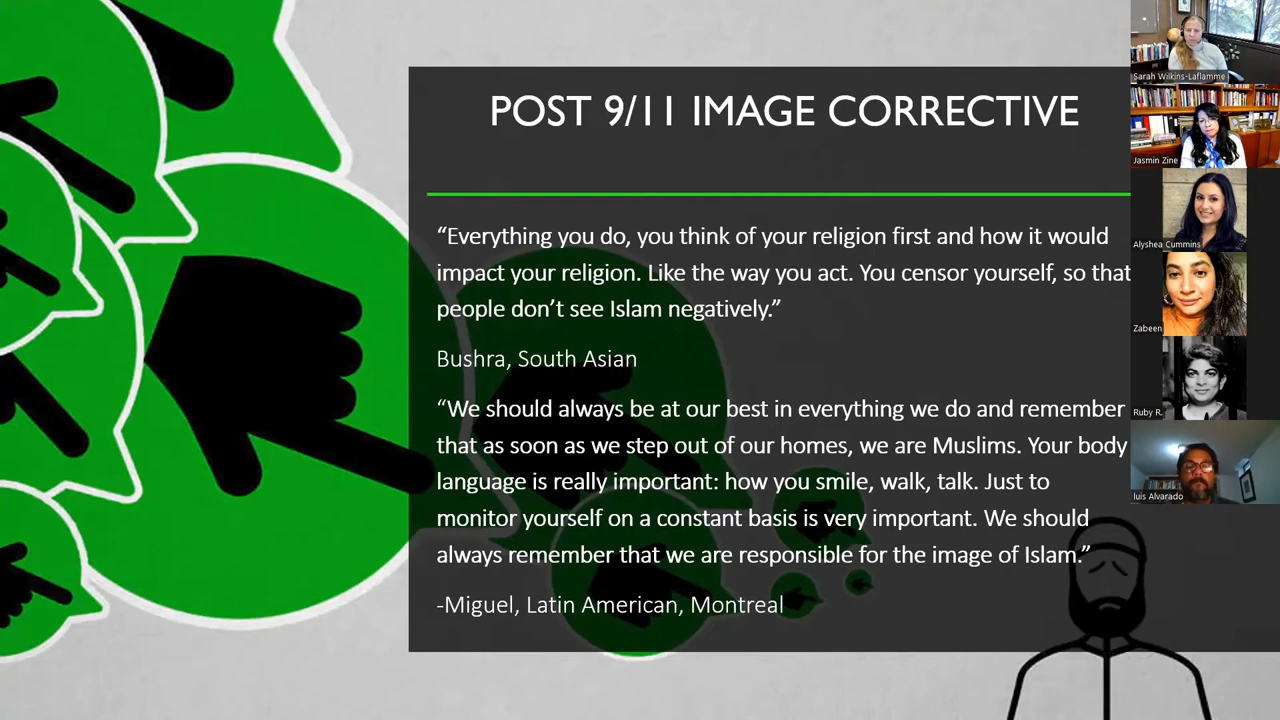 POST 9/11 IMAGE CORRECTIVE
“Everything you do, you think of your religion first and how it would
impact your religion. Like the way you act. You censor yourself, so that
people don’t see Islam negatively.”
Bushra, South Asian
“We should always be at our best in everything we do and remember
that as soon as we step out of our homes, we are Muslims. Your body
language is really important: how you smile, walk, talk. Just to
monitor yourself on a constant basis is very important. We should
always remember that we are responsible for the image of Islam.”
-Miguel, Latin American, Montreal
Sarah Wilkins-Laflamme
Jasmin Zine
Alyshea Cummins
Zabeen
Ruby R.
luis Alvarado